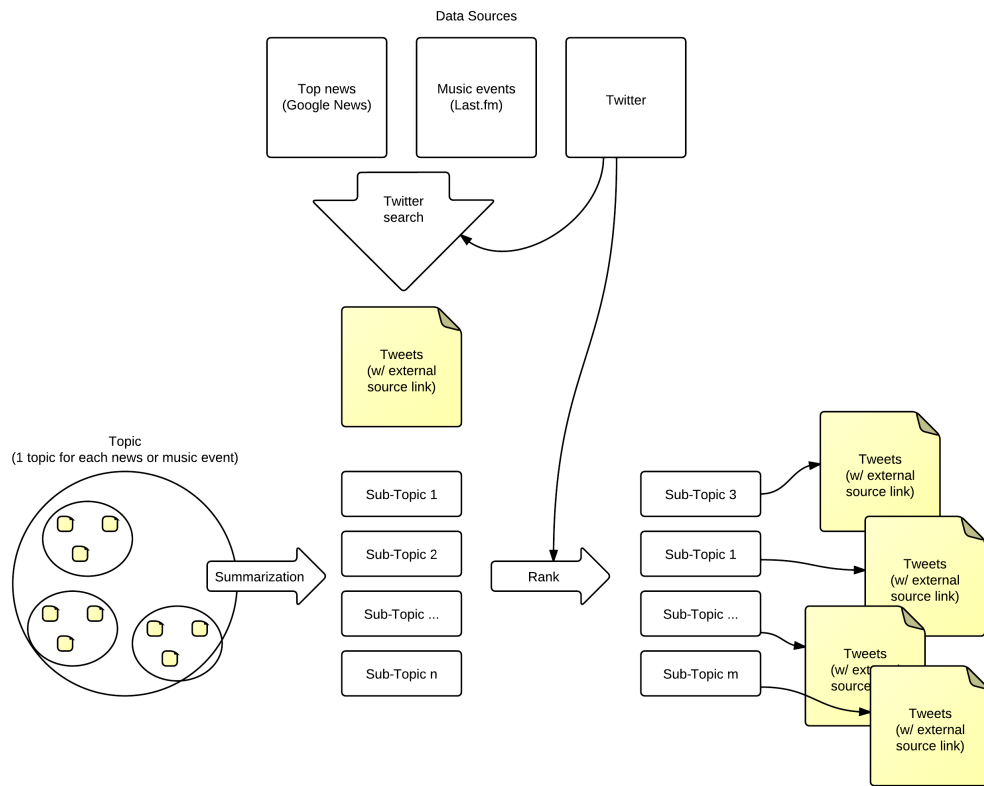 Data Sources
Top news
(Google News)
Music events
(Last.fm)
Twitter
Twitter
search
Tweets
(w/ external
source link)
Topic
(1 topic for each news or music event)
Summarization
Sub-Topic 1
Sub-Topic 2
Sub-Topic ...
Sub-Topic n
Rank
Sub-Topic 3
Sub-Topic 1
Sub-Topic ...
Sub-Topic m
Tweets
(w/ external
source link)
Tweets
(w/ external
source link)
Tweets
(w/ ext
source
Tweets
(w/ external
source link)